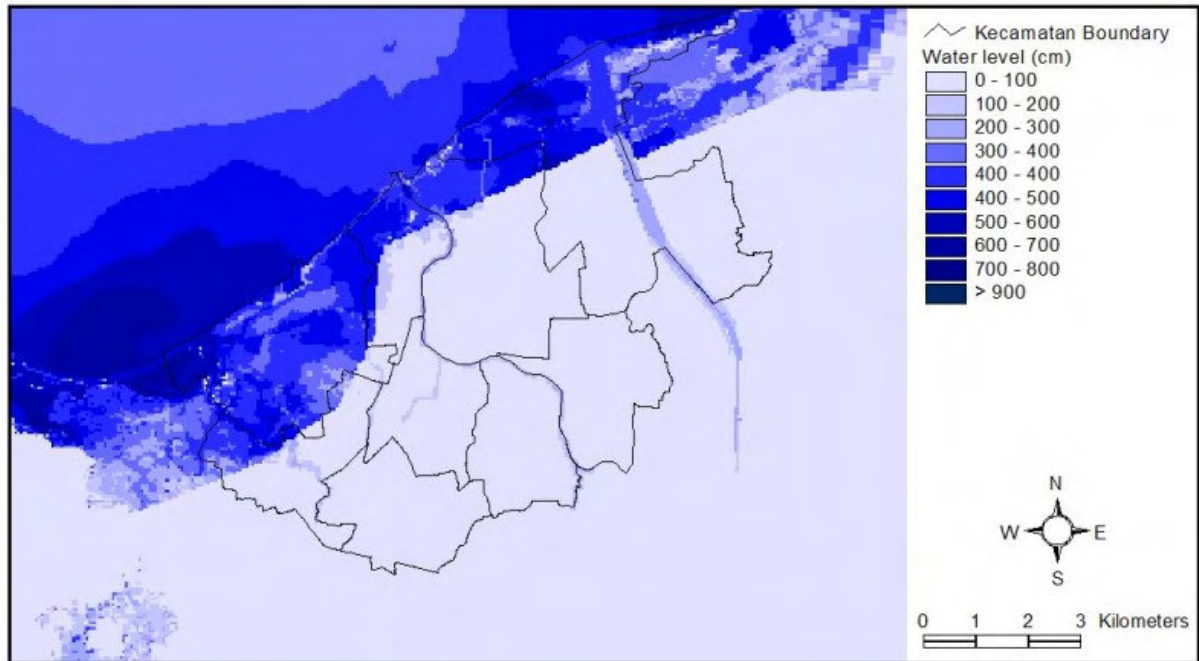 Kecamatan Boundary
Water level (cm)
0 - 100
100 - 200
200 - 300
300 - 400
400 - 400
400 - 500
500 - 600
600 - 700
700 - 800
> 900
N
W E
S
0 1 2 3 Kilometers